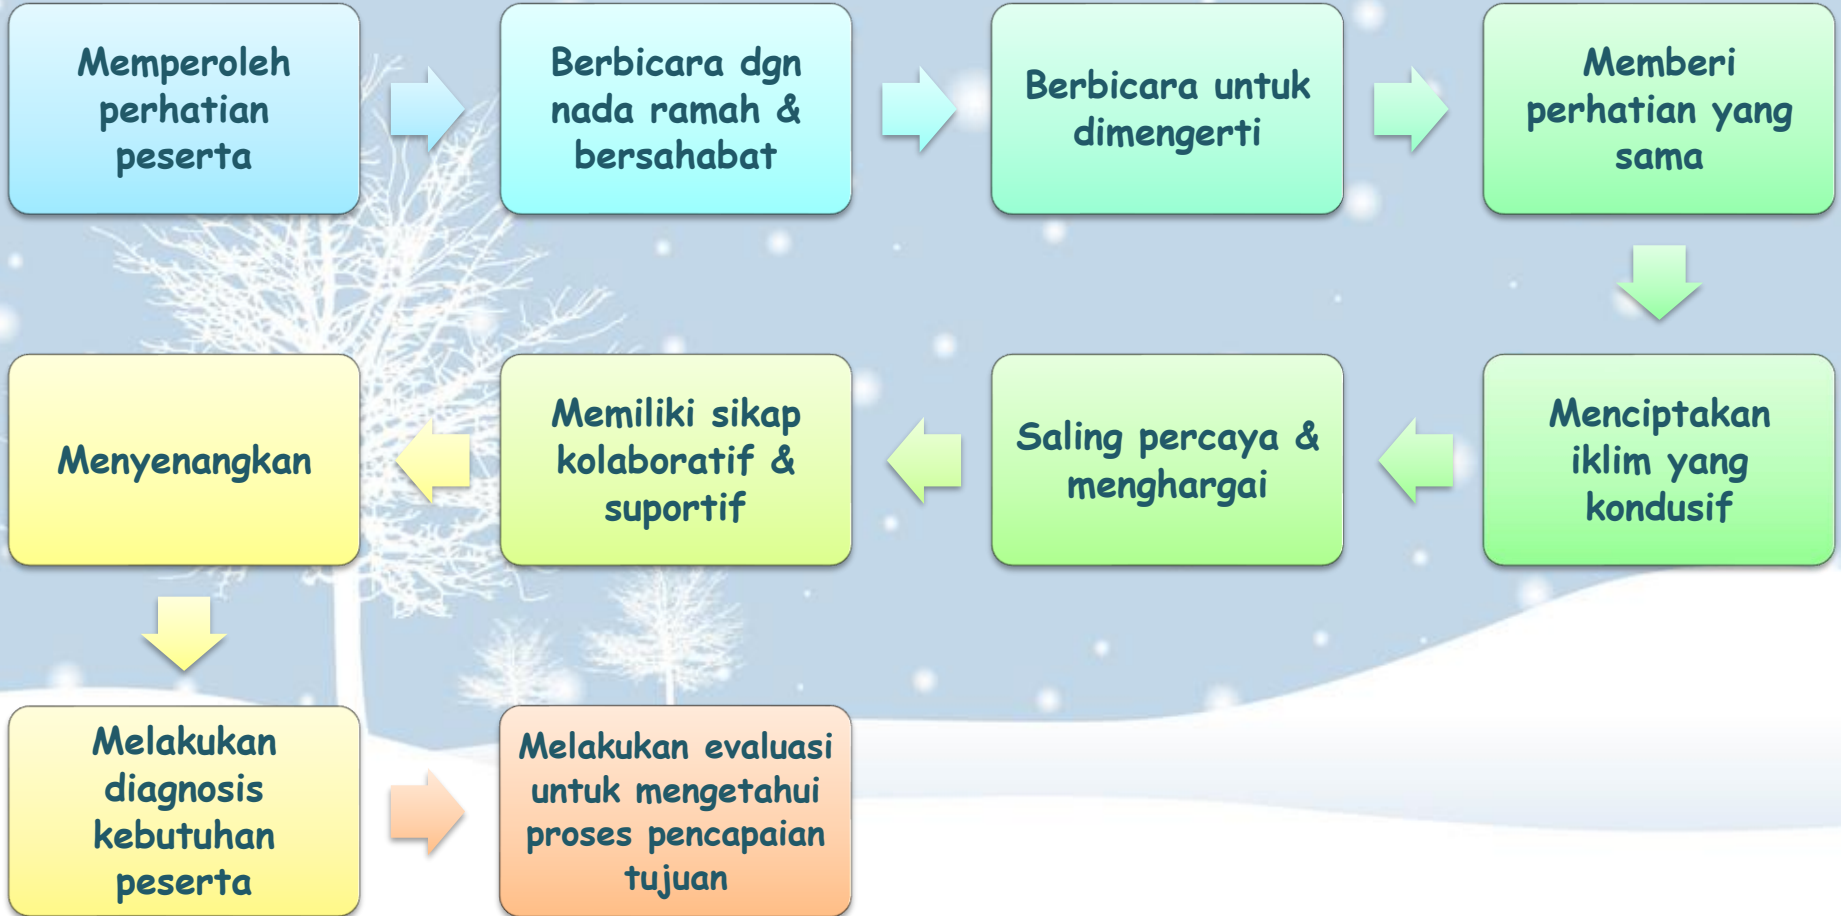 Memperoleh
perhatian
peserta
Berbicara dgn
nada ramah &
bersahabat
Berbicara untuk
dimengerti
Memberi
perhatian yang
sama
Menciptakan
iklim yang
kondusif
Saling percaya &
menghargai
Memiliki sikap
kolaboratif &
suportif
Menyenangkan
Melakukan
diagnosis
kebutuhan
peserta
Melakukan evaluasi
untuk mengetahui
proses pencapaian
tujuan